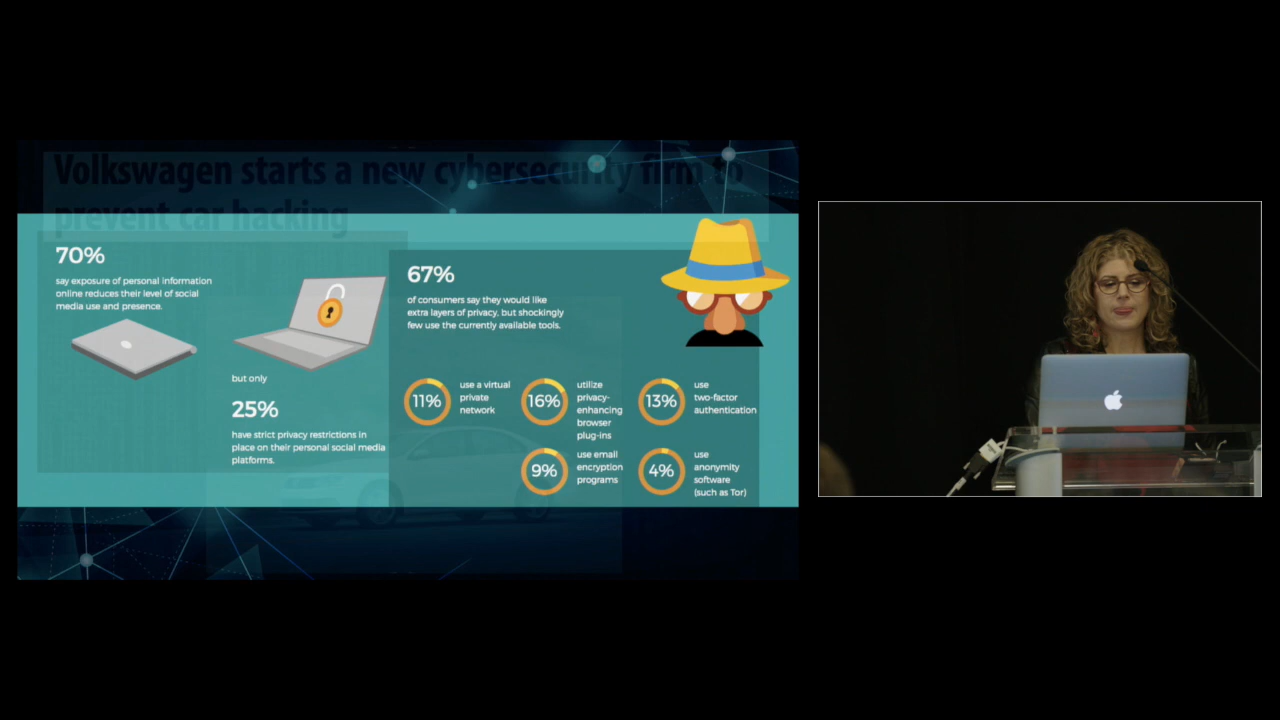 Volkswagen starts a new cybersecurity firm to
prevent car hacking
70%
say exposure of personal information
online reduces their level of social
media use and presence.
but only
25%
have strict privacy restrictions in
place on their personal social media
platforms.
67%
of consumers say they would like
extra layers of privacy, but shockingly
few use the currently available tools.
11%
use a virtual
private
network
16%
utilize
privacy-
enhancing
browser
plug-ins
13%
use
two-factor
authentication
9%
use email
encryption
programs
4%
use
anonymity
software
(such as Tor)